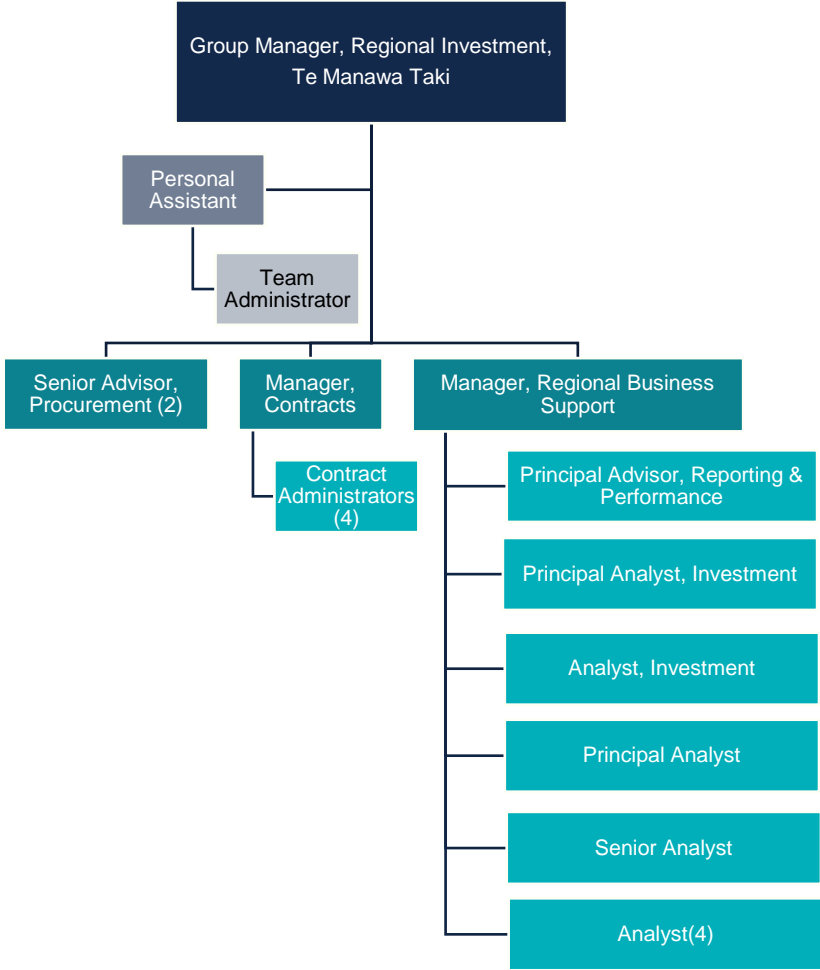 Group Manager, Regional Investment,
Te Manawa Taki
Personal
Assistant
Team
Administrator
Senior Advisor,
Procurement (2)
Manager,
Contracts
Manager, Regional Business
Support
Contract
Administrators
(4)
Principal Advisor, Reporting &
Performance
Principal Analyst, Investment
Analyst, Investment
Principal Analyst
Senior Analyst
Analyst(4)